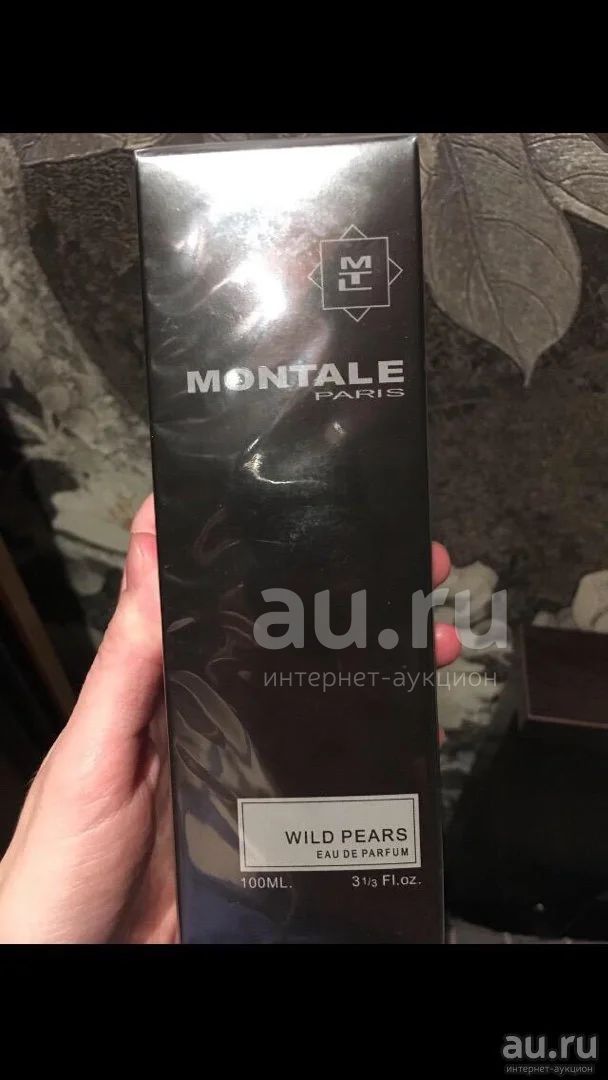 MTL
MONTALE
PARIS
au.ru
интернет-аукцион
WILD PEARS
EAU DE PARFUM
100ML. 3 1/3 Fl.oz.
au.ru
интернет-аукцион